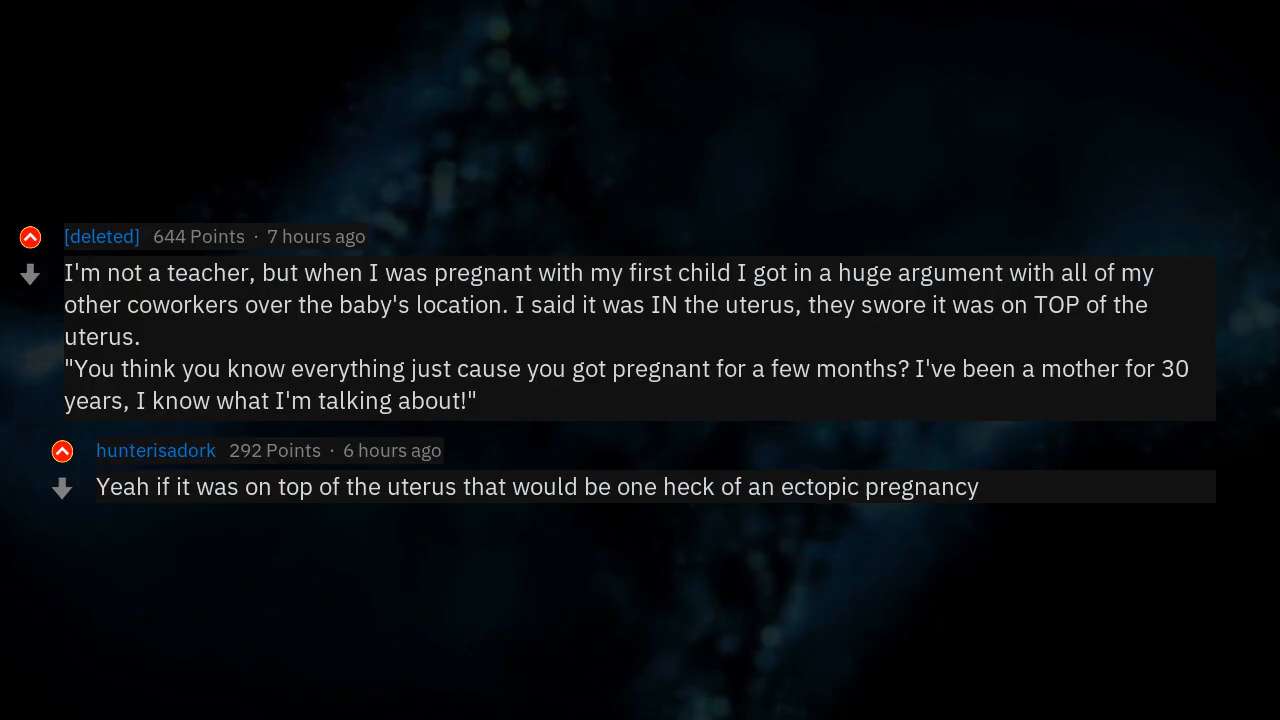 [deleted] 644 Points · 7 hours ago
I'm not a teacher, but when I was pregnant with my first child I got in a huge argument with all of my
other coworkers over the baby's location. I said it was IN the uterus, they swore it was on TOP of the
uterus.
"You think you know everything just cause you got pregnant for a few months? I've been a mother for 30
years, I know what I'm talking about!"
hunterisadork 292 Points · 6 hours ago
Yeah if it was on top of the uterus that would be one heck of an ectopic pregnancy